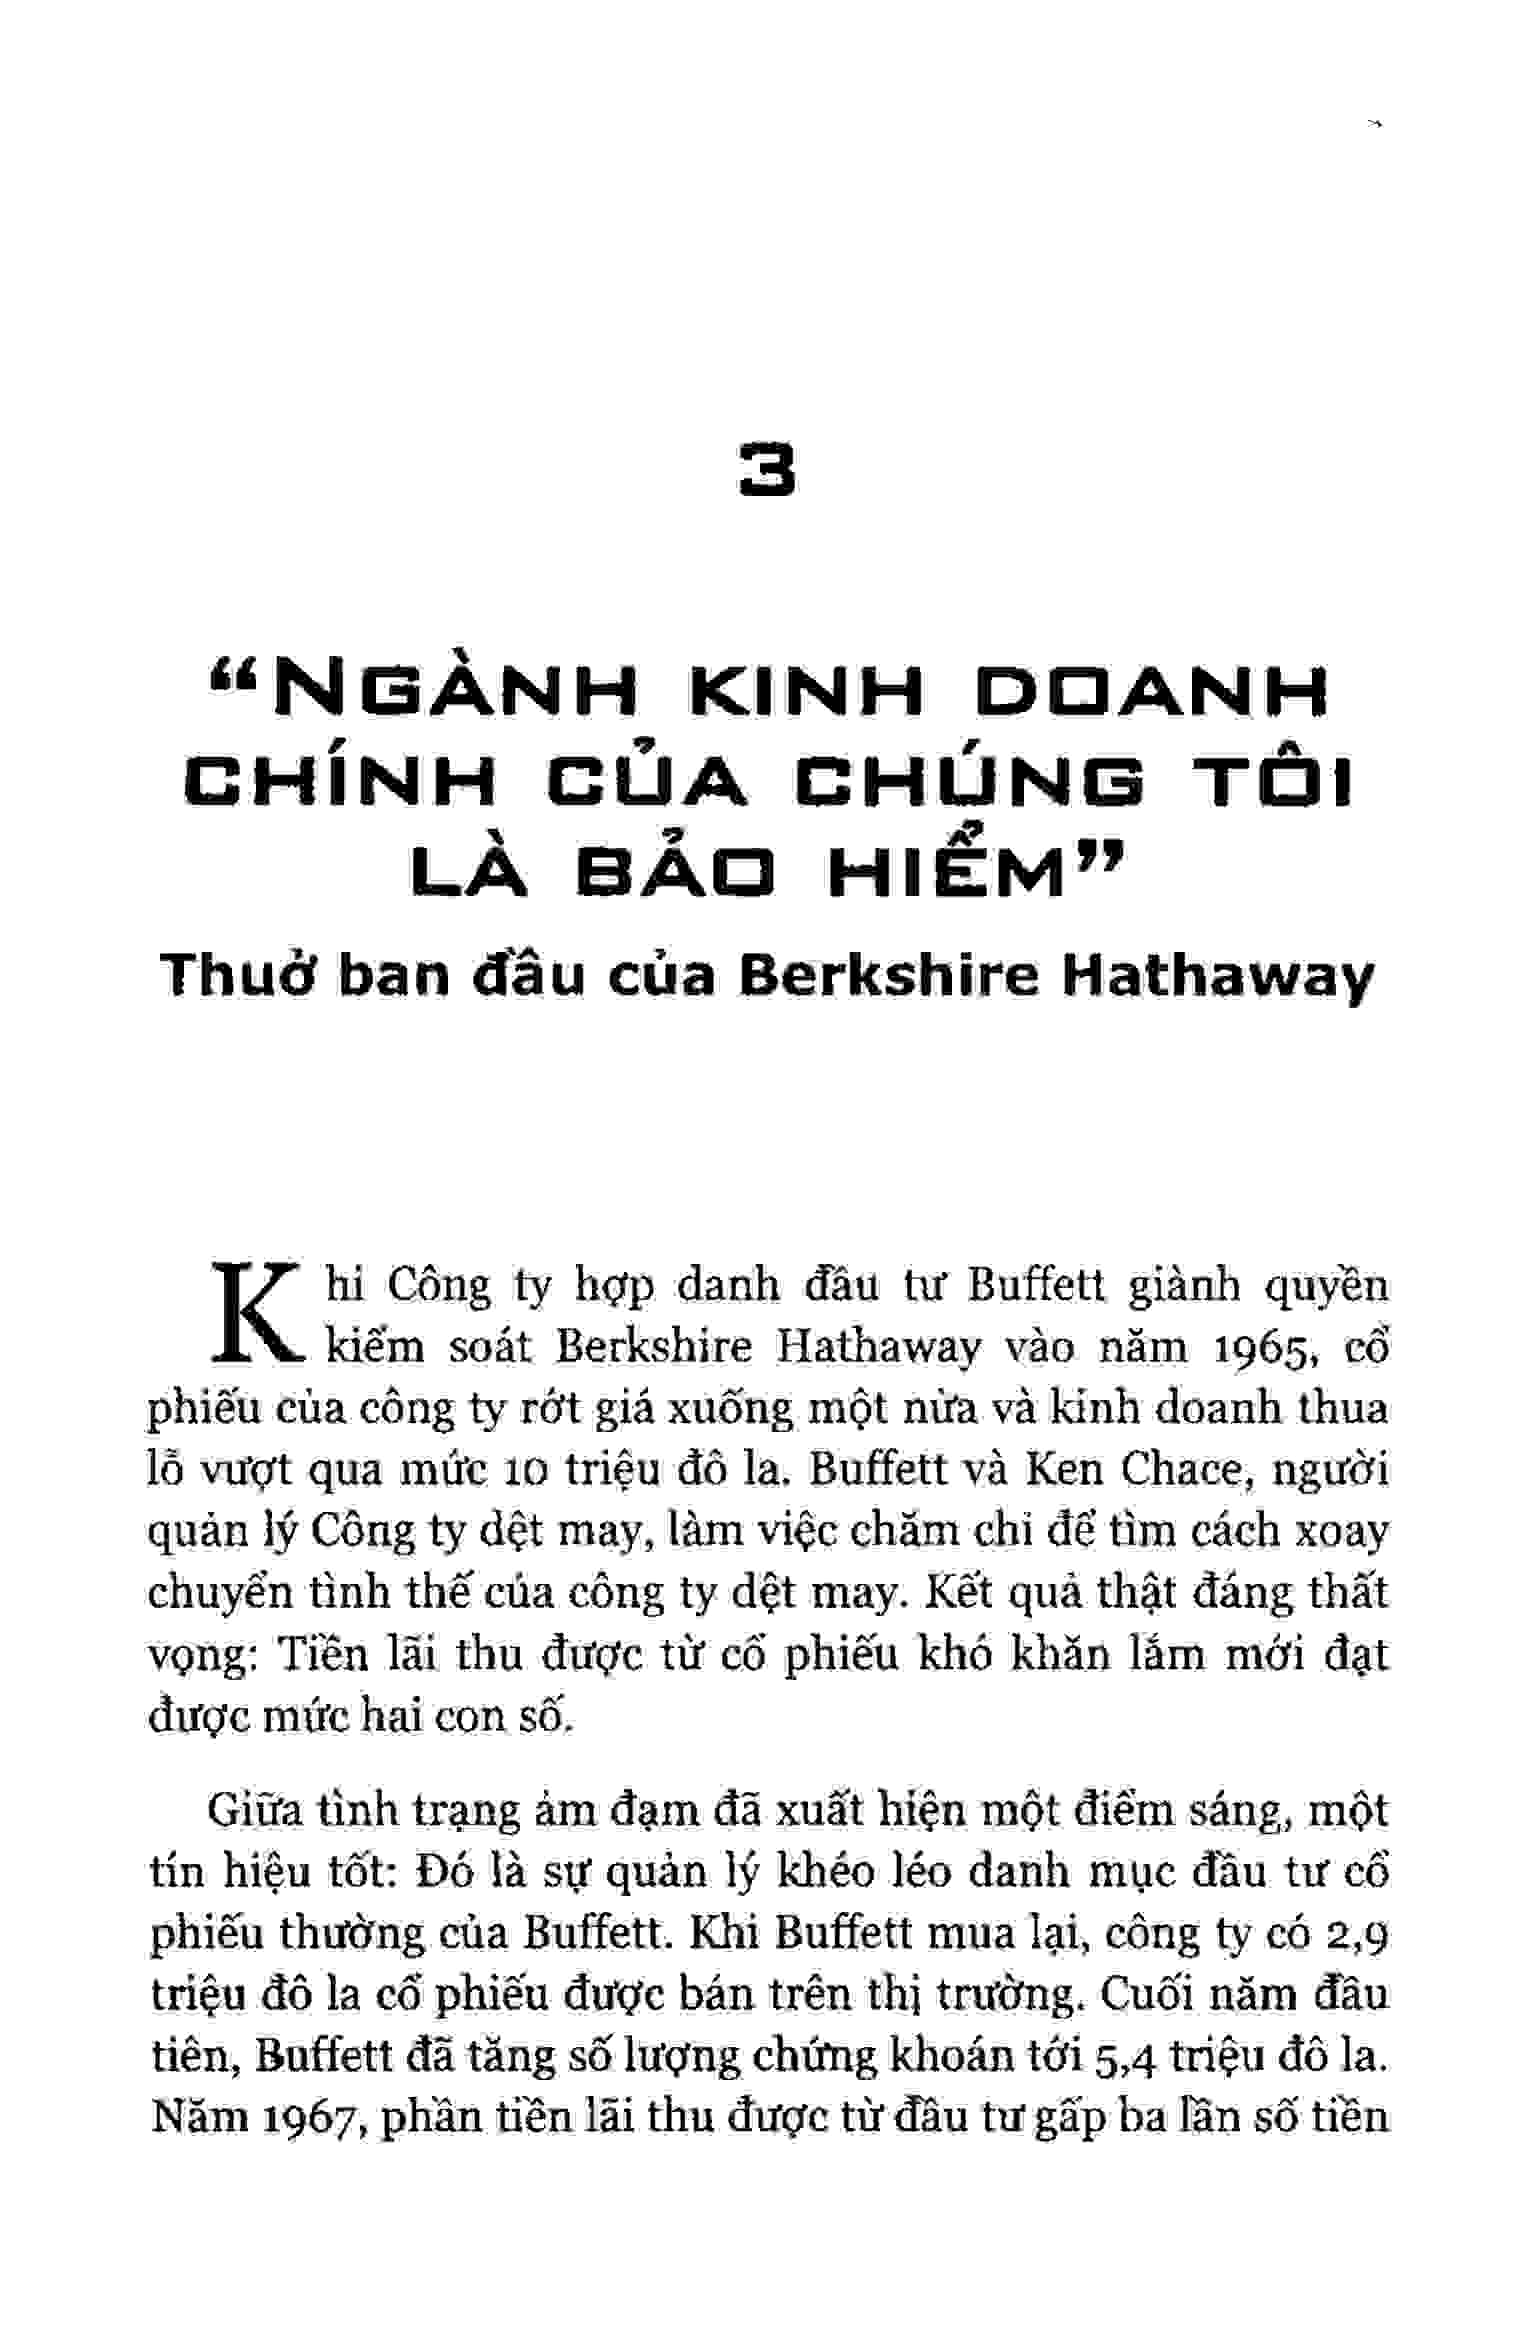 3
“NGÀNH KINH DOANH
CHÍNH CỦA CHÚNG TÔI
LÀ BẢO HIỂM”
Thuở ban đầu của Berkshire Hathaway
Khi Công ty hợp danh đầu tư Buffett giành quyền
kiểm soát Berkshire Hathaway vào năm 1965, cổ
phiếu của công ty rớt giá xuống một nửa và kinh doanh thua
lỗ vượt qua mức 10 triệu đô la. Buffett và Ken Chace, người
quản lý Công ty dệt may, làm việc chăm chỉ để tìm cách xoay
chuyển tình thế của công ty dệt may. Kết quả thật đáng thất
vọng: Tiền lãi thu được từ cổ phiếu khó khăn lắm mới đạt
được mức hai con số.
Giữa tình trạng ảm đạm đã xuất hiện một điểm sáng, một
tín hiệu tốt: Đó là sự quản lý khéo léo danh mục đầu tư cổ
phiếu thường của Buffett. Khi Buffett mua lại, công ty có 2,9
triệu đô la cổ phiếu được bán trên thị trường. Cuối năm đầu
tiên, Buffett đã tăng số lượng chứng khoán tới 5,4 triệu đô la.
Năm 1967, phần tiền lãi thu được từ đầu tư gấp ba lần số tiền